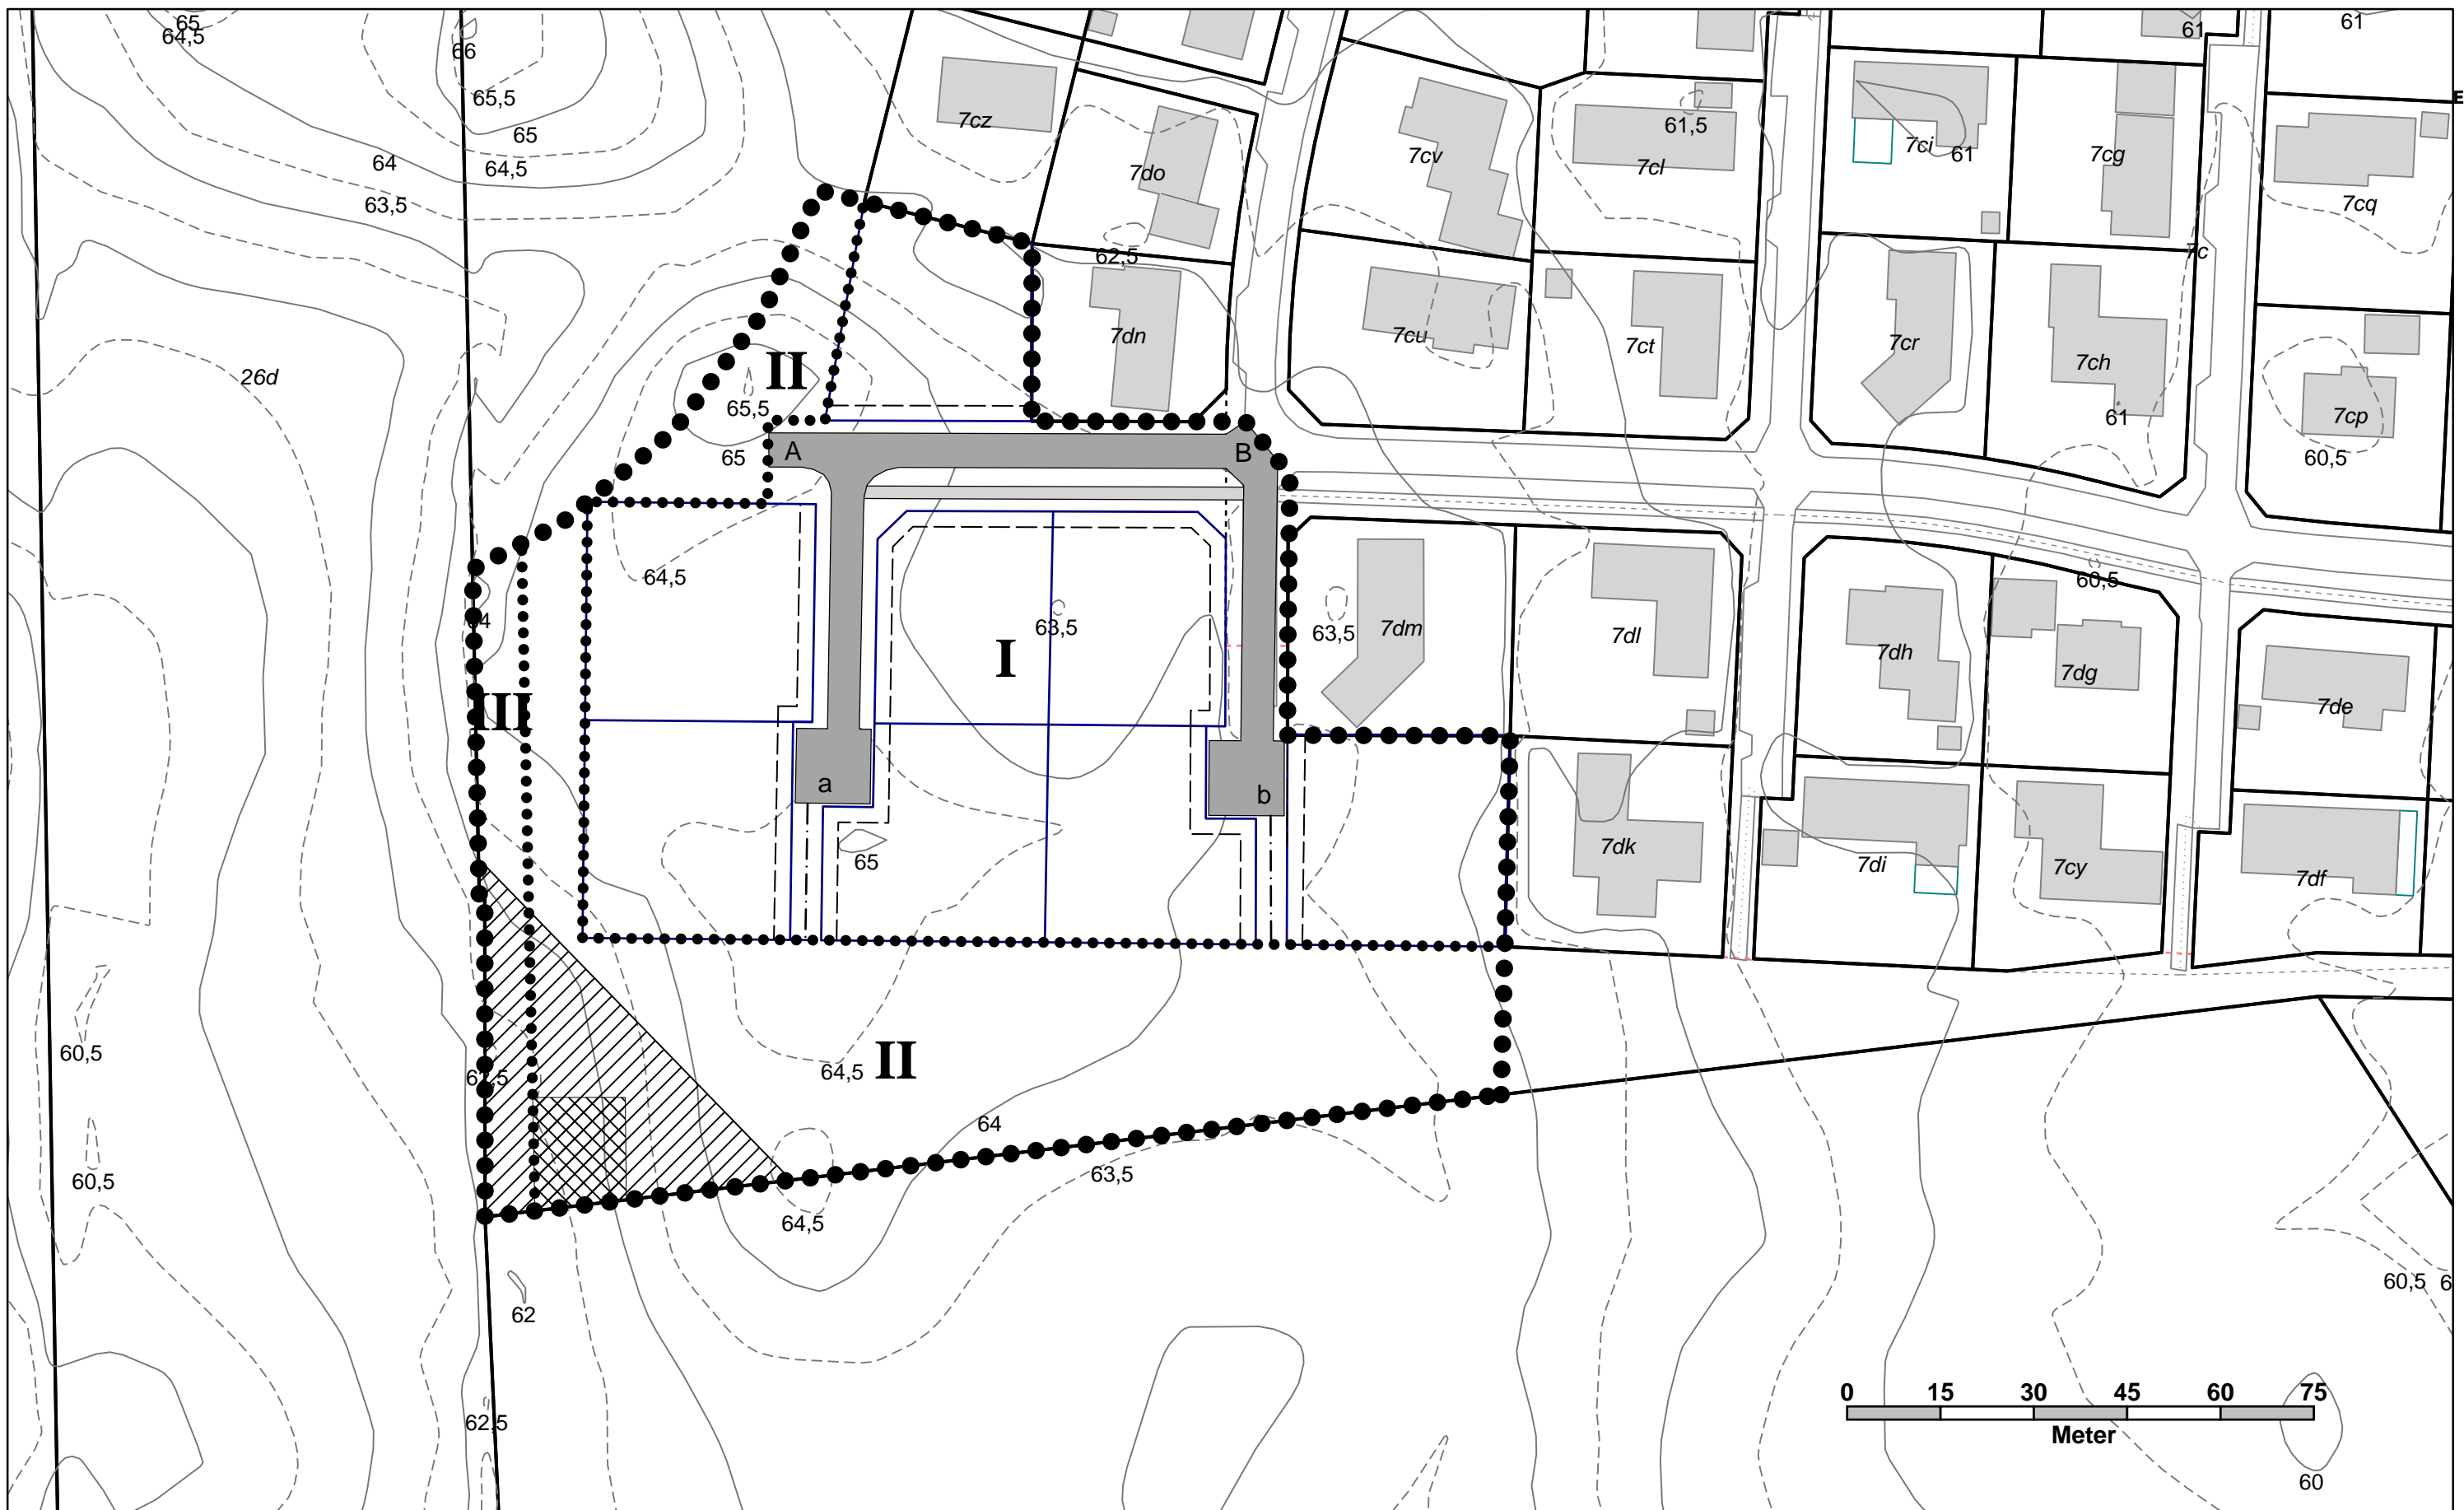 65
64,5
66
65,5
65
64,5
64
63,5
61
61
7cz
7do
7cv
61,5
7cl
7ci
61
7cg
7cq
62,5
7c
7dn
7cu
7ct
7cr
7ch
61
7cp
60,5
26d
II
65,5
65
A
B
64,5
63,5
I
63,5
7dm
7dl
7dh
60,5
7dg
7de
64
III
a
b
65
7dk
7di
7cy
7df
60,5
64,5
II
64
63,5
60,5
64,5
62
62,5
60,5
0 15 30 45 60 75
Meter
60